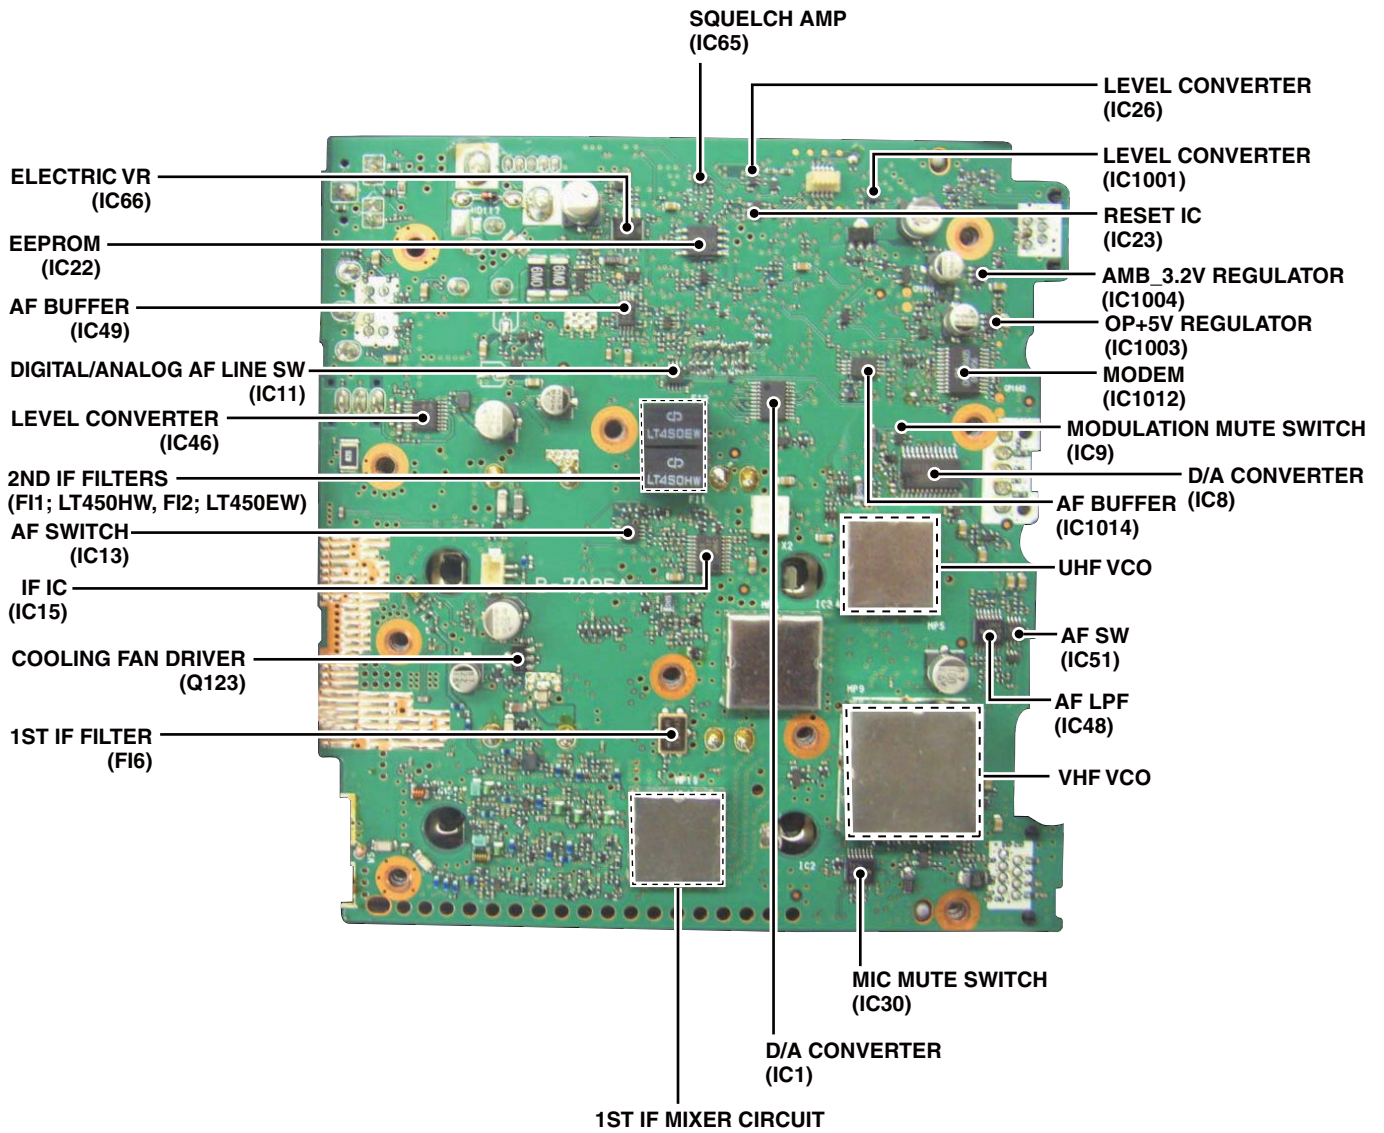 SQUELCH AMP
(IC65)
LEVEL CONVERTER
(IC26)
LEVEL CONVERTER
(IC1001)
RESET IC
(IC23)
AMB_3.2V REGULATOR
(IC1004)
OP+5V REGULATOR
(IC1003)
MODEM
(IC1012)
MODULATION MUTE SWITCH
(IC9)
D/A CONVERTER
(IC8)
AF BUFFER
(IC1014)
UHF VCO
AF SW
(IC51)
AF LPF
(IC48)
VHF VCO
ELECTRIC VR
(IC66)
EEPROM
(IC22)
AF BUFFER
(IC49)
DIGITAL/ANALOG AF LINE SW
(IC11)
LEVEL CONVERTER
(IC46)
2ND IF FILTERS
(FI1; LT450HW, FI2; LT450EW)
AF SWITCH
(IC13)
IF IC
(IC15)
COOLING FAN DRIVER
(Q123)
1ST IF FILTER
(FI6)
LT450EW
LT450HW
X2
MP5
MP9
IC2
MIC MUTE SWITCH
(IC30)
D/A CONVERTER
(IC1)
1ST IF MIXER CIRCUIT